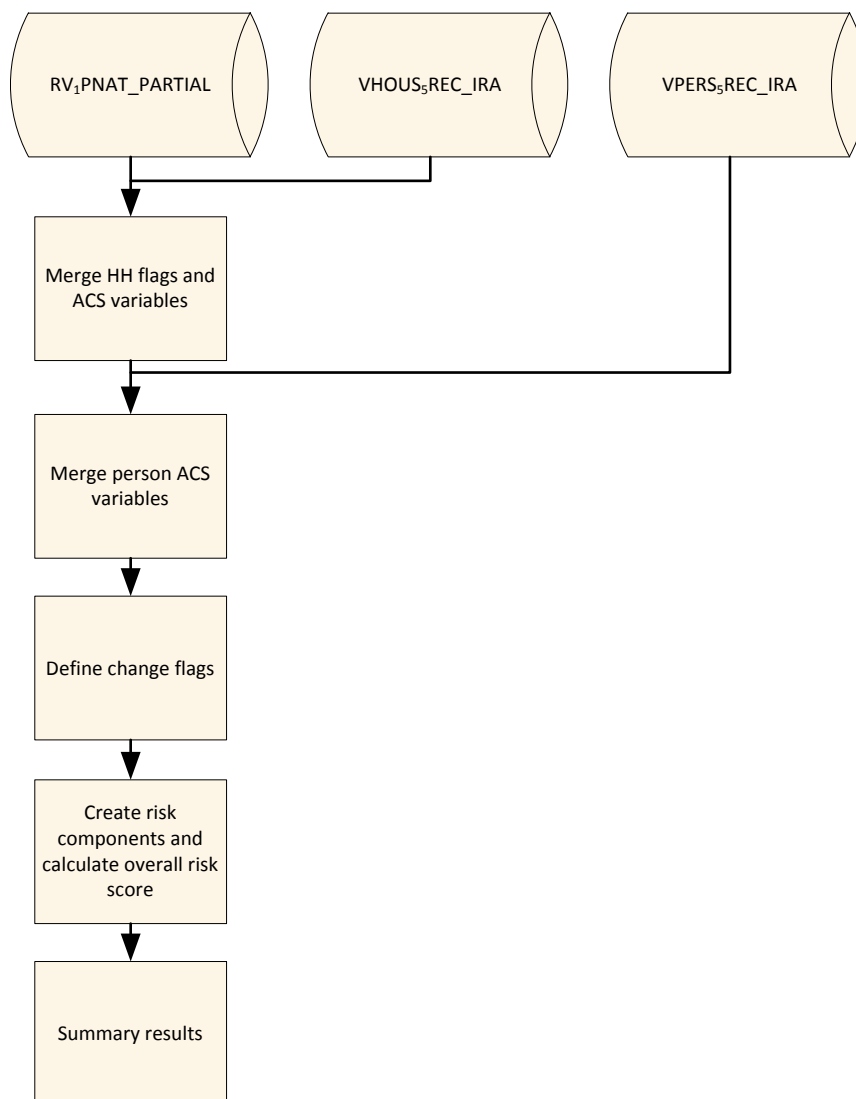 RV₁PNAT_PARTIAL
VHOUS₅REC_IRA
VPERS₅REC_IRA
Merge HH flags and
ACS variables
Merge person ACS
variables
Define change flags
Create risk
components and
calculate overall risk
score
Summary results